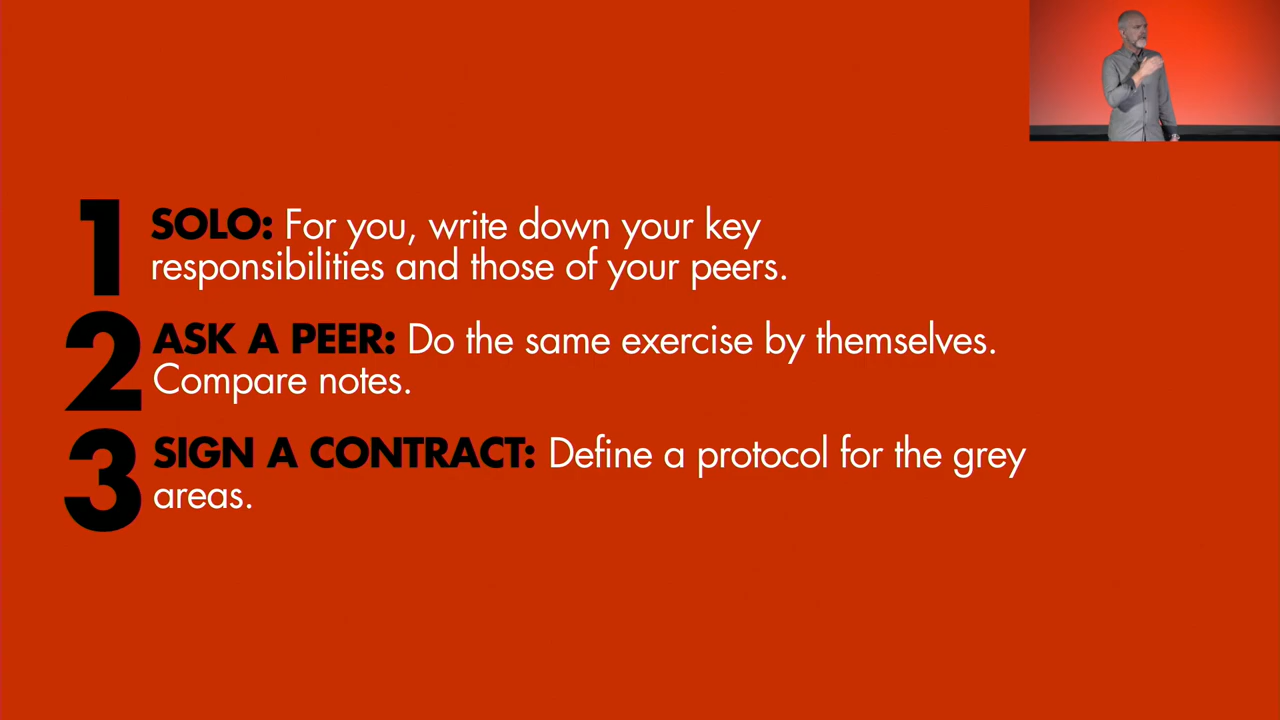 1 SOLO: For you, write down your key
responsibilities and those of your peers.
2 ASK A PEER: Do the same exercise by themselves.
Compare notes.
3 SIGN A CONTRACT: Define a protocol for the grey
areas.